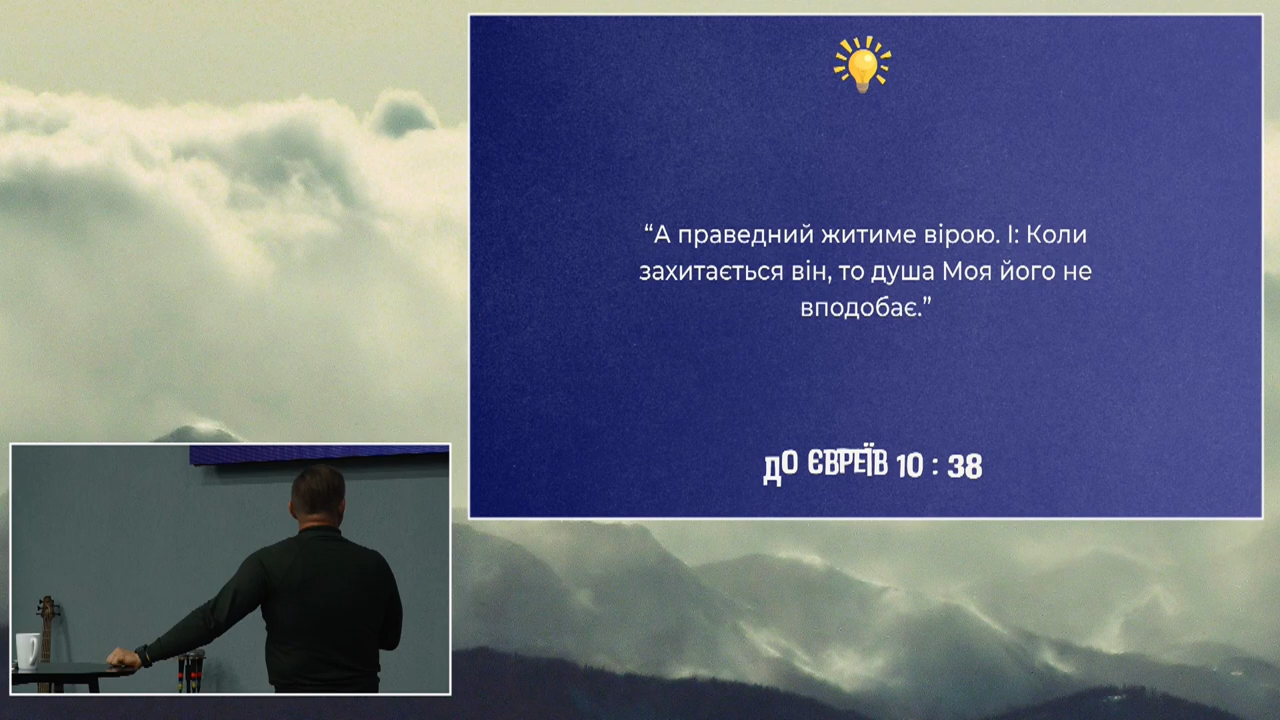 “А праведний житиме вірою. І: Коли
захитається він, то душа Моя його не
вподобає.”
ДО ЄВРЕЇВ 10 : 38